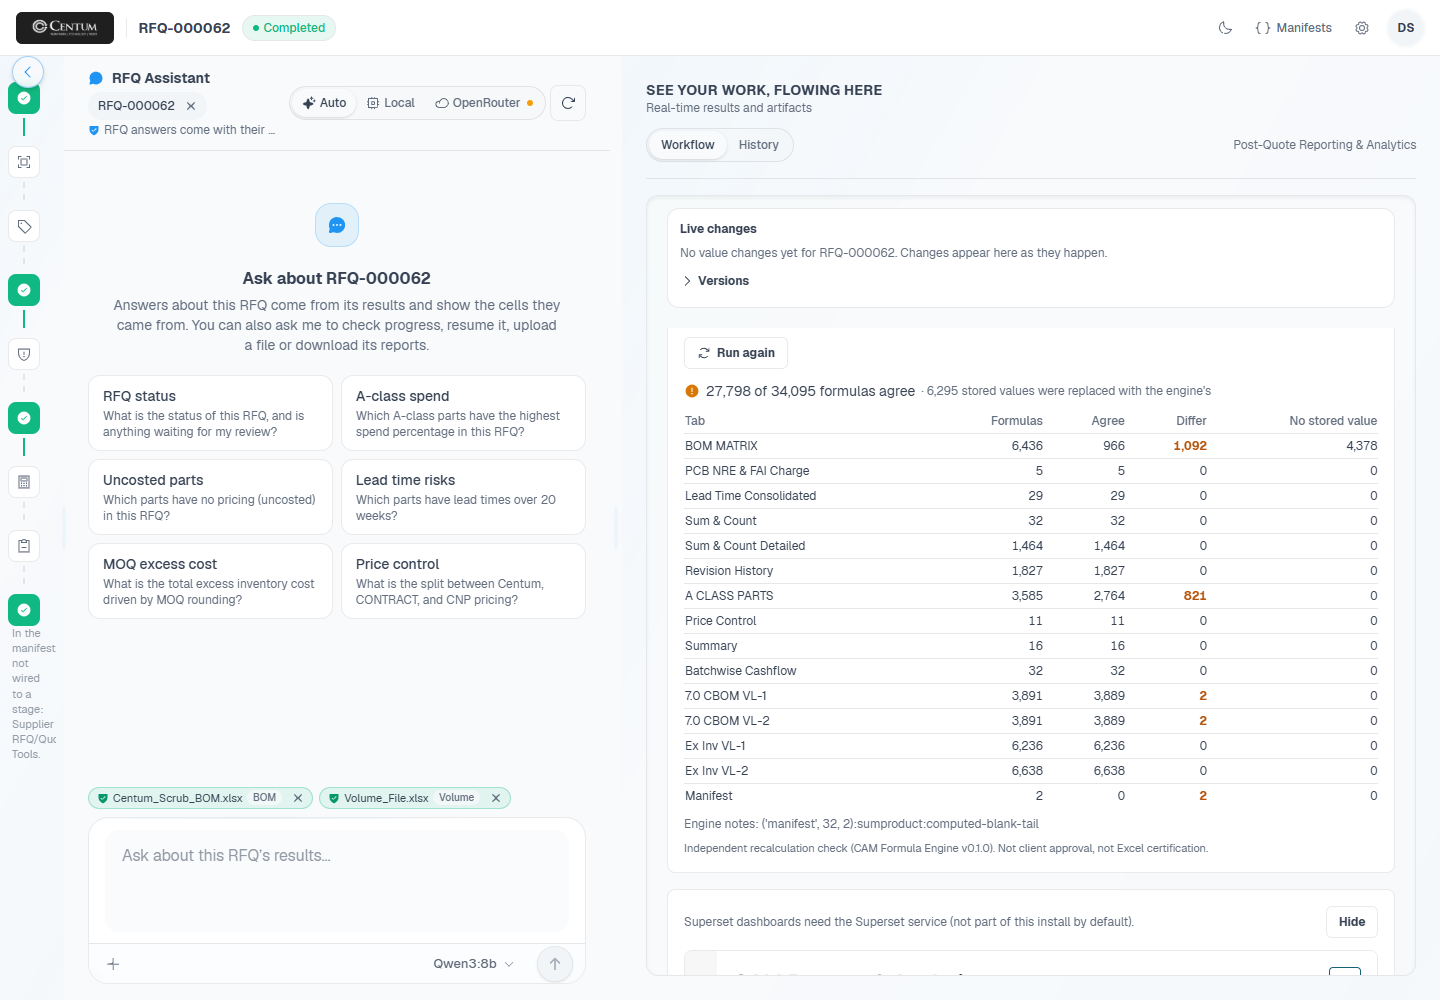 CENTUM
RFQ-000062
Completed
Manifests
DS
RFQ Assistant
RFQ-000062
RFQ answers come with their ...
Auto
Local
OpenRouter
Ask about RFQ-000062
Answers about this RFQ come from its results and show the cells they
came from. You can also ask me to check progress, resume it, upload
a file or download its reports.
RFQ status
What is the status of this RFQ, and is
anything waiting for my review?
A-class spend
Which A-class parts have the highest
spend percentage in this RFQ?
Uncosted parts
Which parts have no pricing (uncosted)
in this RFQ?
Lead time risks
Which parts have lead times over 20
weeks?
MOQ excess cost
What is the total excess inventory cost
driven by MOQ rounding?
Price control
What is the split between Centum,
CONTRACT, and CNP pricing?
In the
manifest
not
wired
to a
stage:
Supplier
RFQ/Quo
Tools.
Centum_Scrub_BOM.xlsx BOM
Volume_File.xlsx Volume
Ask about this RFQ's results...
Qwen3:8b
SEE YOUR WORK, FLOWING HERE
Real-time results and artifacts
Workflow
History
Post-Quote Reporting & Analytics
Live changes
No value changes yet for RFQ-000062. Changes appear here as they happen.
Versions
Run again
27,798 of 34,095 formulas agree · 6,295 stored values were replaced with the engine's
Tab Formulas Agree Differ No stored value
BOM MATRIX 6,436 966 1,092 4,378
PCB NRE & FAI Charge 5 5 0 0
Lead Time Consolidated 29 29 0 0
Sum & Count 32 32 0 0
Sum & Count Detailed 1,464 1,464 0 0
Revision History 1,827 1,827 0 0
A CLASS PARTS 3,585 2,764 821 0
Price Control 11 11 0 0
Summary 16 16 0 0
Batchwise Cashflow 32 32 0 0
7.0 CBOM VL-1 3,891 3,889 2 0
7.0 CBOM VL-2 3,891 3,889 2 0
Ex Inv VL-1 6,236 6,236 0 0
Ex Inv VL-2 6,638 6,638 0 0
Manifest 2 0 2 0
Engine notes: ('manifest', 32, 2):sumproduct:computed-blank-tail
Independent recalculation check (CAM Formula Engine v0.1.0). Not client approval, not Excel certification.
Superset dashboards need the Superset service (not part of this install by default).
Hide